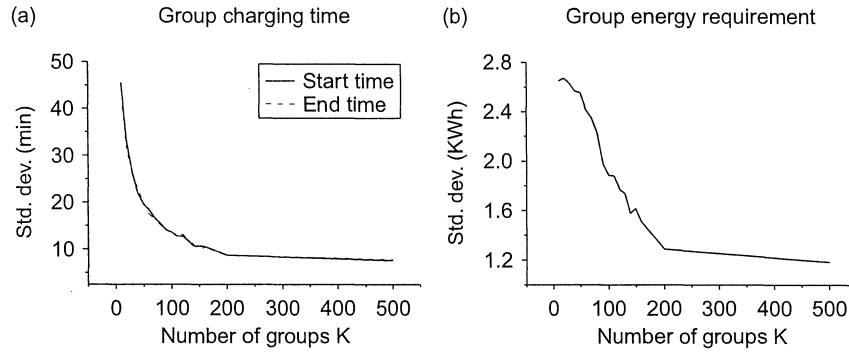 (a) Group charging time
Std. dev. (min)
50
40
30
20
10
Start time
End time
0 100 200 300 400 500
Number of groups K
(b) Group energy requirement
Std. dev. (KWh)
2.8
2.4
2.0
1.6
1.2
0 100 200 300 400 500
Number of groups K